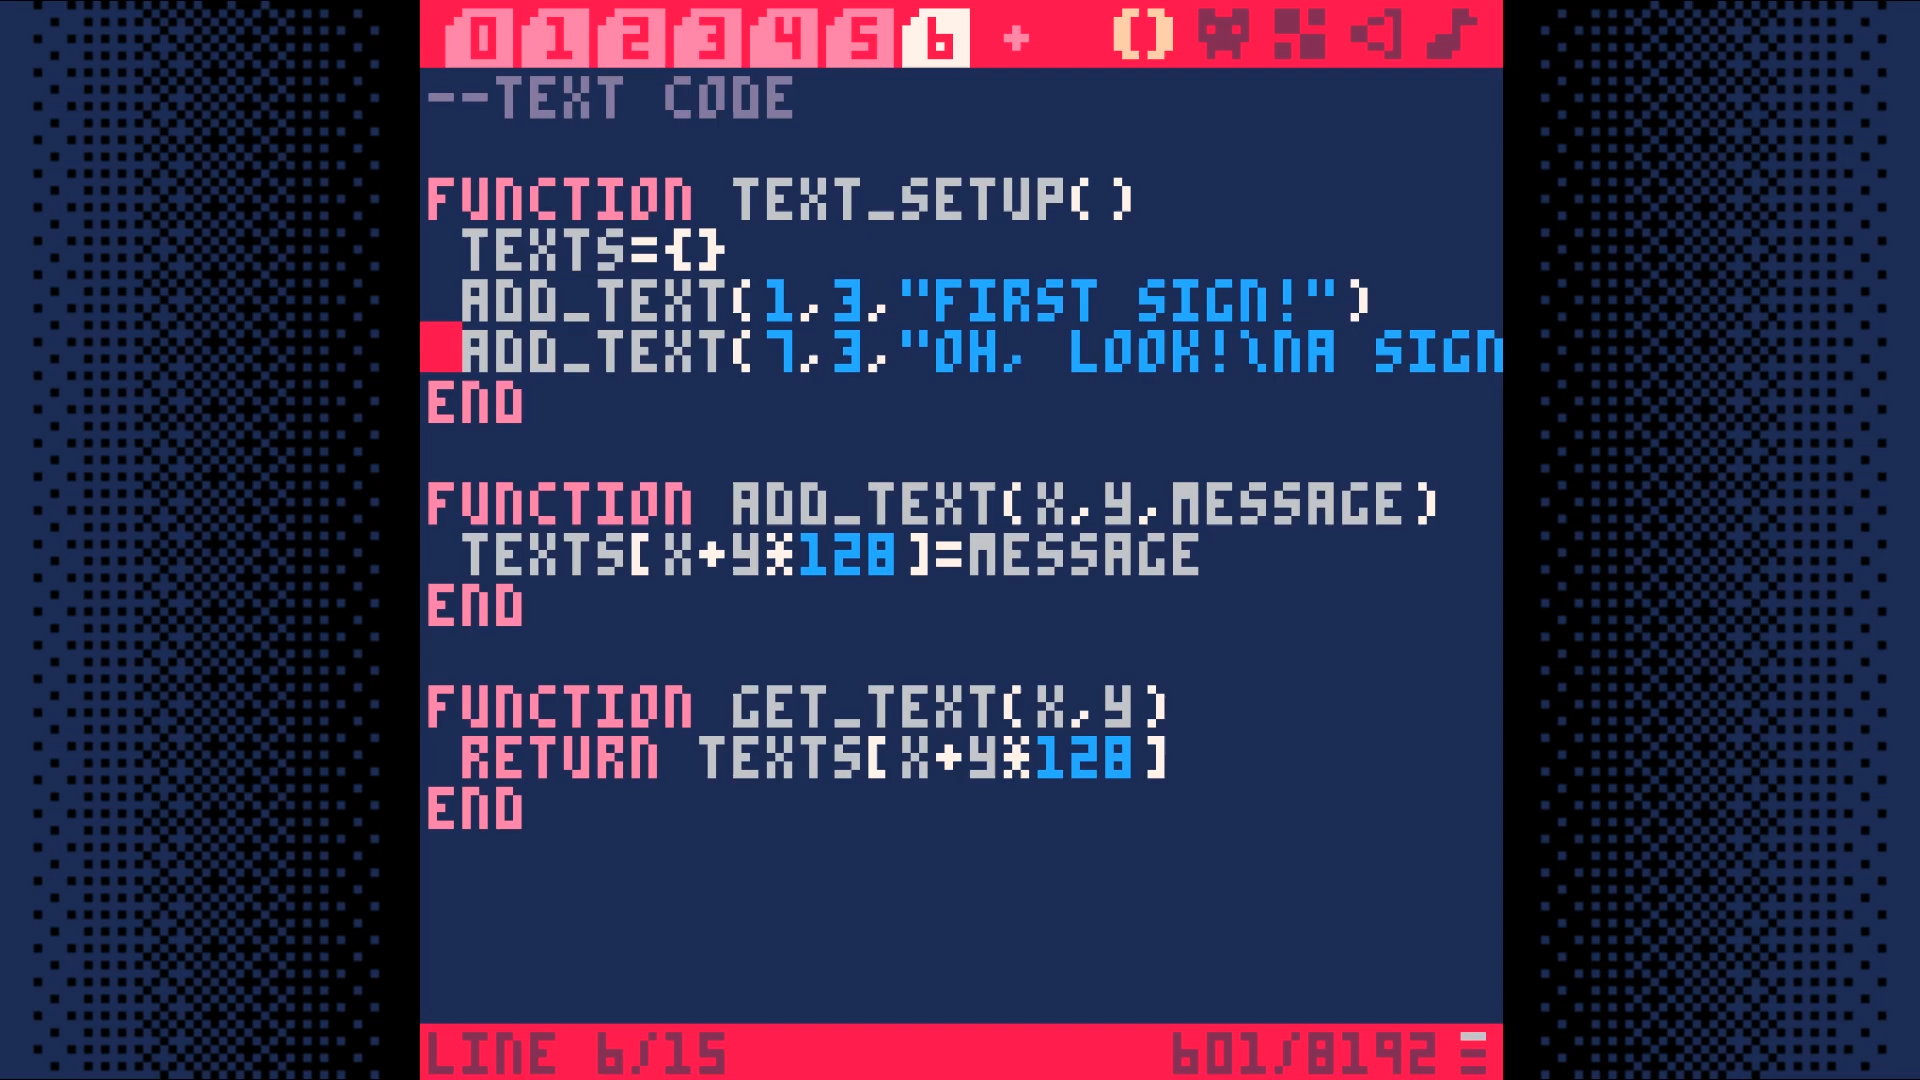 0 1 2 3 4 5 6 +
--TEXT CODE
FUNCTION TEXT_SETUP()
TEXTS={}
ADD_TEXT(1,3,"FIRST SIGN!")
ADD_TEXT(7,3,"OH, LOOK!\NA SIGN
END
FUNCTION ADD_TEXT(X,Y,MESSAGE)
TEXTS[X+Y*128]=MESSAGE
END
FUNCTION GET_TEXT(X,Y)
RETURN TEXTS[X+Y*128]
END
LINE 6/15
601/8192